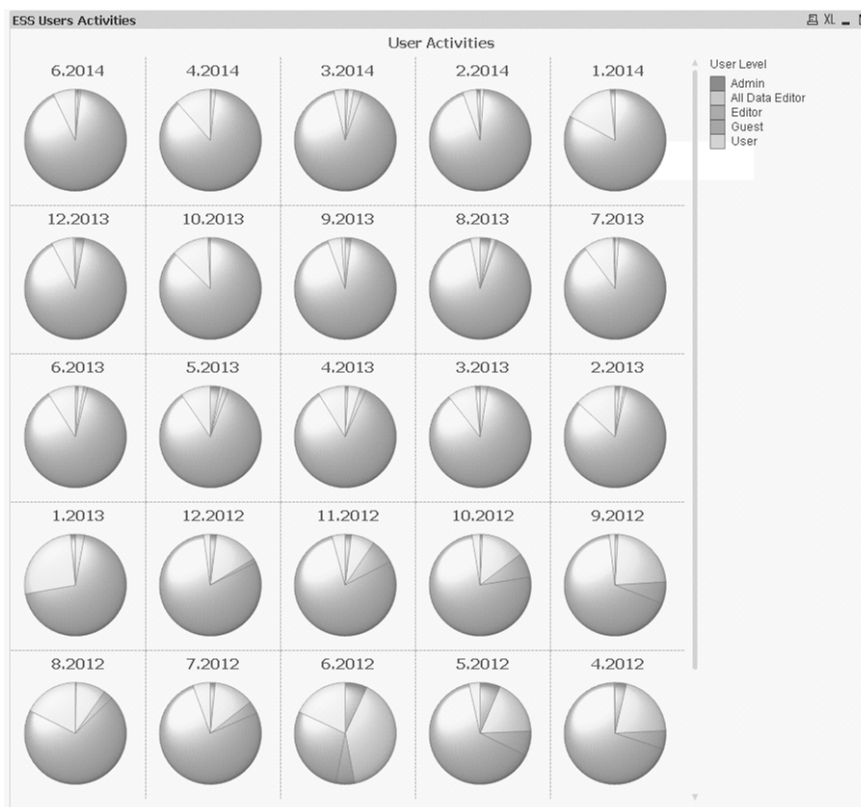 ESS Users Activities XL
User Activities
6.2014 4.2014 3.2014 2.2014 1.2014
User Level
Admin
All Data Editor
Editor
Guest
User
12.2013 10.2013 9.2013 8.2013 7.2013
6.2013 5.2013 4.2013 3.2013 2.2013
1.2013 12.2012 11.2012 10.2012 9.2012
8.2012 7.2012 6.2012 5.2012 4.2012